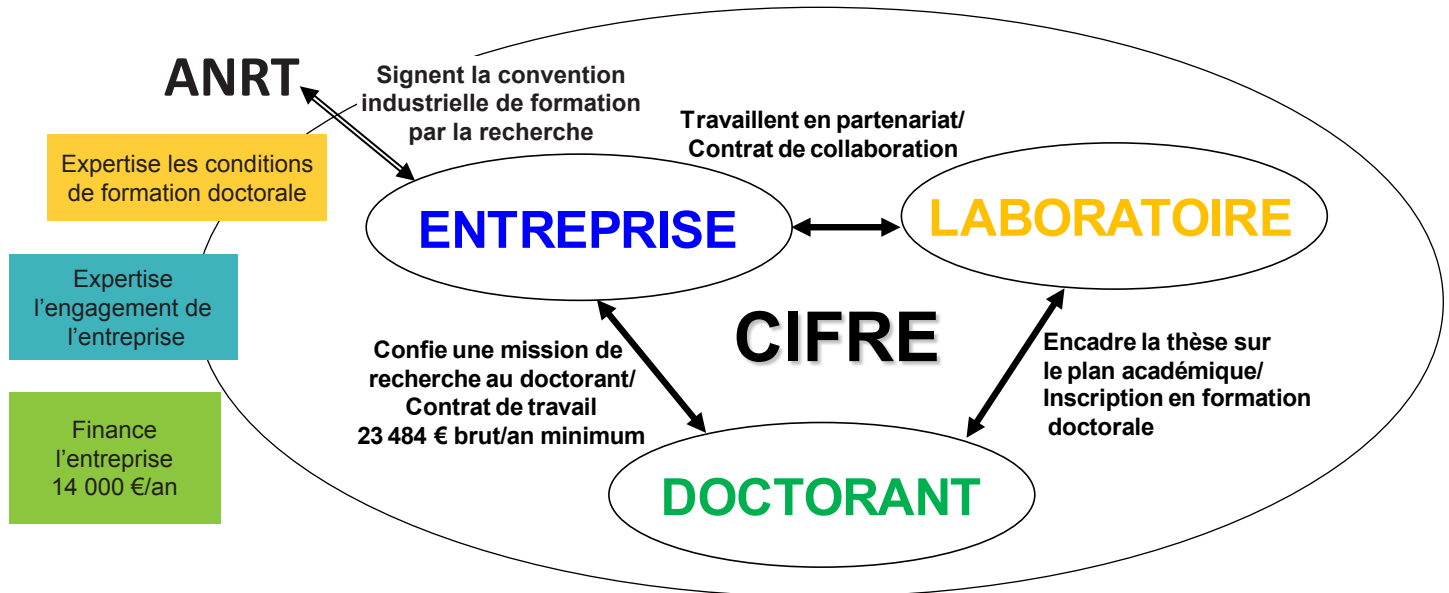 ANRT
Signent la convention
industrielle de formation
par la recherche
Travaillent en partenariat/
Contrat de collaboration
Expertise les conditions
de formation doctorale
ENTREPRISE
LABORATOIRE
Expertise
l’engagement de
l’entreprise
CIFRE
Confie une mission de
recherche au doctorant/
Contrat de travail
23 484 € brut/an minimum
Encadre la thèse sur
le plan académique/
Inscription en formation
doctorale
Finance
l’entreprise
14 000 €/an
DOCTORANT